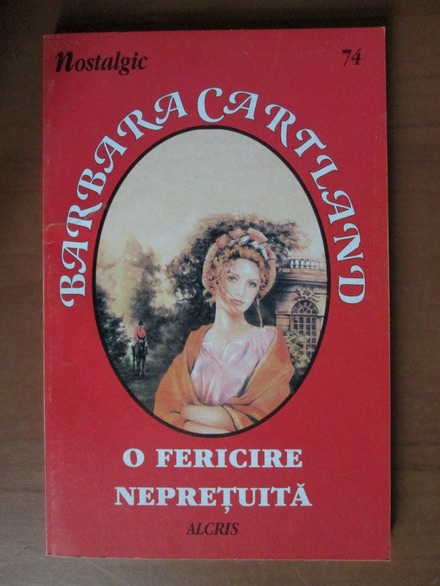 nostalgic 74
BARBARA CARTLAND
O FERICIRE
NEPREȚUITĂ
ALCRIS